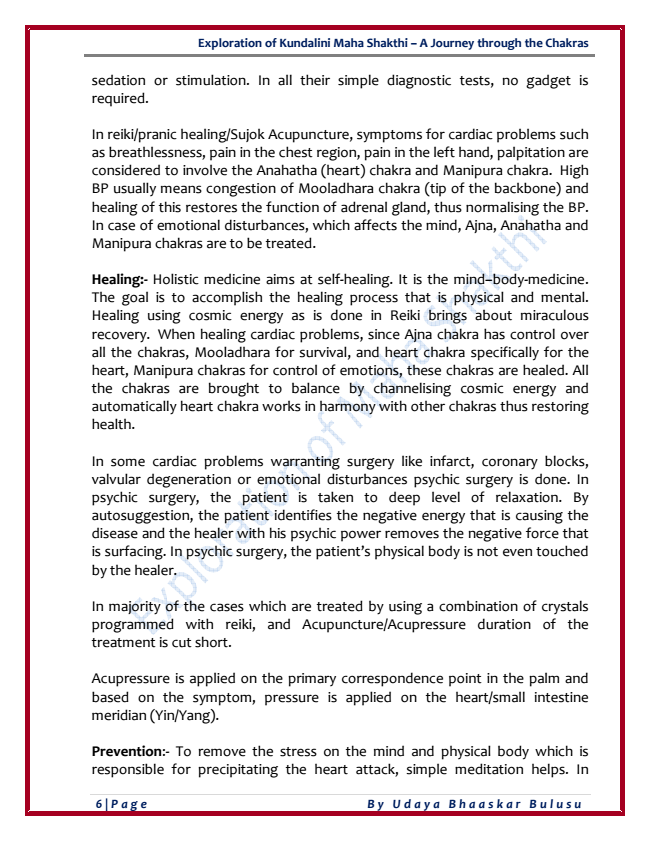 Exploration of Kundalini Maha Shakthi – A Journey through the Chakras
sedation or stimulation. In all their simple diagnostic tests, no gadget is
required.
In reiki/pranic healing/Sujok Acupuncture, symptoms for cardiac problems such
as breathlessness, pain in the chest region, pain in the left hand, palpitation are
considered to involve the Anahatha (heart) chakra and Manipura chakra. High
BP usually means congestion of Mooladhara chakra (tip of the backbone) and
healing of this restores the function of adrenal gland, thus normalising the BP.
In case of emotional disturbances, which affects the mind, Ajna, Anahatha and
Manipura chakras are to be treated.
Healing:- Holistic medicine aims at self-healing. It is the mind–body-medicine.
The goal is to accomplish the healing process that is physical and mental.
Healing using cosmic energy as is done in Reiki brings about miraculous
recovery. When healing cardiac problems, since Ajna chakra has control over
all the chakras, Mooladhara for survival, and heart chakra specifically for the
heart, Manipura chakras for control of emotions, these chakras are healed. All
the chakras are brought to balance by channelising cosmic energy and
automatically heart chakra works in harmony with other chakras thus restoring
health.
In some cardiac problems warranting surgery like infarct, coronary blocks,
valvular degeneration or emotional disturbances psychic surgery is done. In
psychic surgery, the patient is taken to deep level of relaxation. By
autosuggestion, the patient identifies the negative energy that is causing the
disease and the healer with his psychic power removes the negative force that
is surfacing. In psychic surgery, the patient's physical body is not even touched
by the healer.
In majority of the cases which are treated by using a combination of crystals
programmed with reiki, and Acupuncture/Acupressure duration of the
treatment is cut short.
Acupressure is applied on the primary correspondence point in the palm and
based on the symptom, pressure is applied on the heart/small intestine
meridian (Yin/Yang).
Prevention:- To remove the stress on the mind and physical body which is
responsible for precipitating the heart attack, simple meditation helps. In
6|Page By Udaya Bhaaskar Bulusu
Exploration of Maha Shakthi